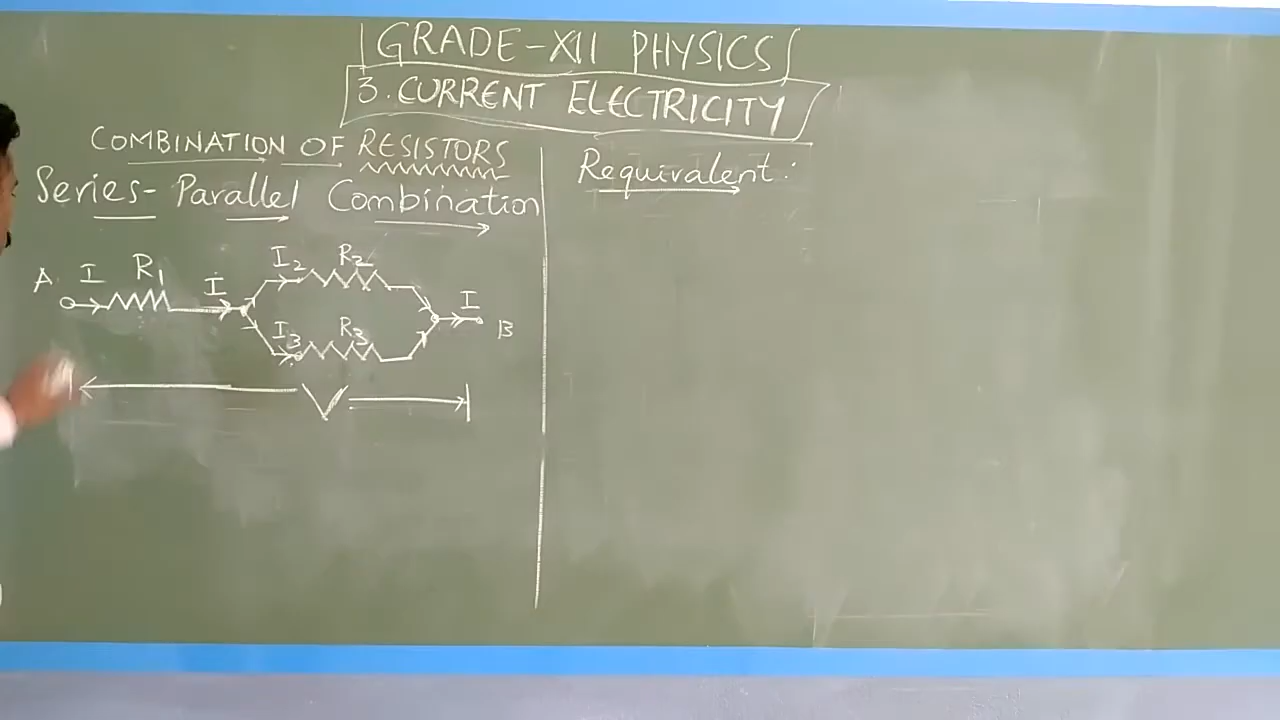 GRADE-XII PHYSICS
3. CURRENT ELECTRICITY
COMBINATION OF RESISTORS
Series- Parallel Combination
A I R1 I I2 R2 I B
I3 R3
V
Requivalent: